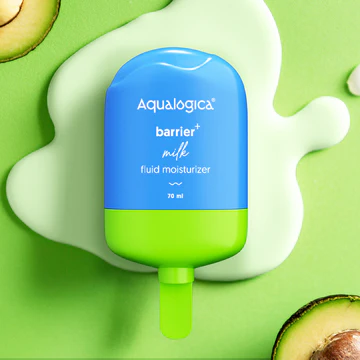 Aqualogica®
barrier+
milk
fluid moisturizer
70 ml